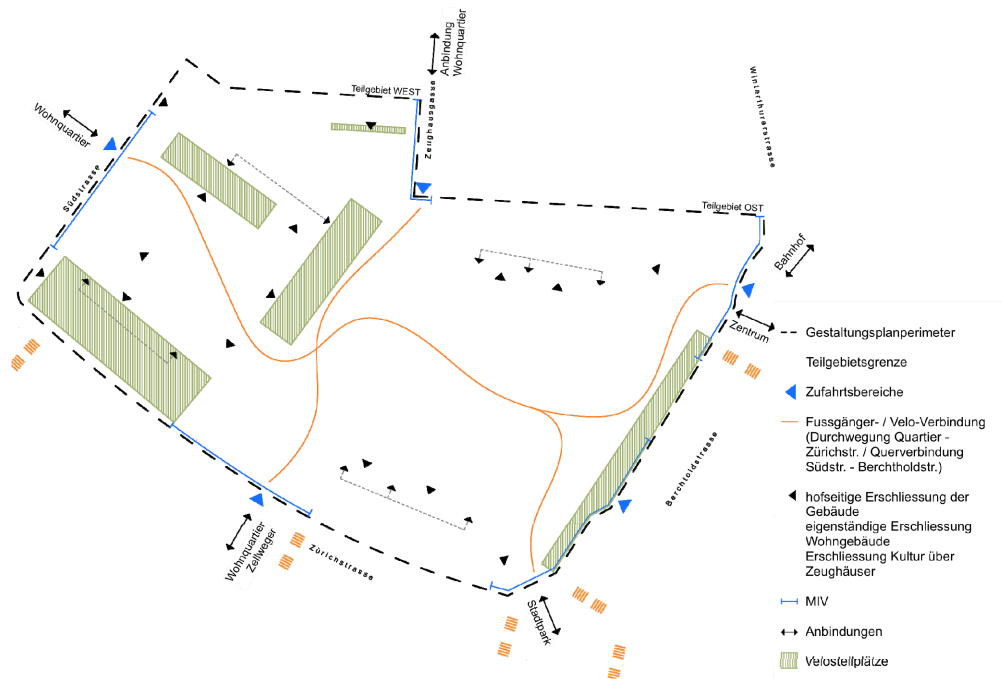 Anbindung
Wohnquartier
Teilgebiet WEST
Zeughausgasse
Winterthurerstrasse
Wohnquartier
Südstrasse
Teilgebiet OST
Bahnhof
Zentrum
Berchtoldstrasse
Wohnquartier
Zellweger
Zürichstrasse
Stadtpark
Gestaltungsplanperimeter
Teilgebietsgrenze
Zufahrtsbereiche
Fussgänger- / Velo-Verbindung
(Durchwegung Quartier -
Zürichstr. / Querverbindung
Südstr. - Berchtholdstr.)
hofseitige Erschliessung der
Gebäude
eigenständige Erschliessung
Wohngebäude
Erschliessung Kultur über
Zeughäuser
MIV
Anbindungen
Velostellplätze